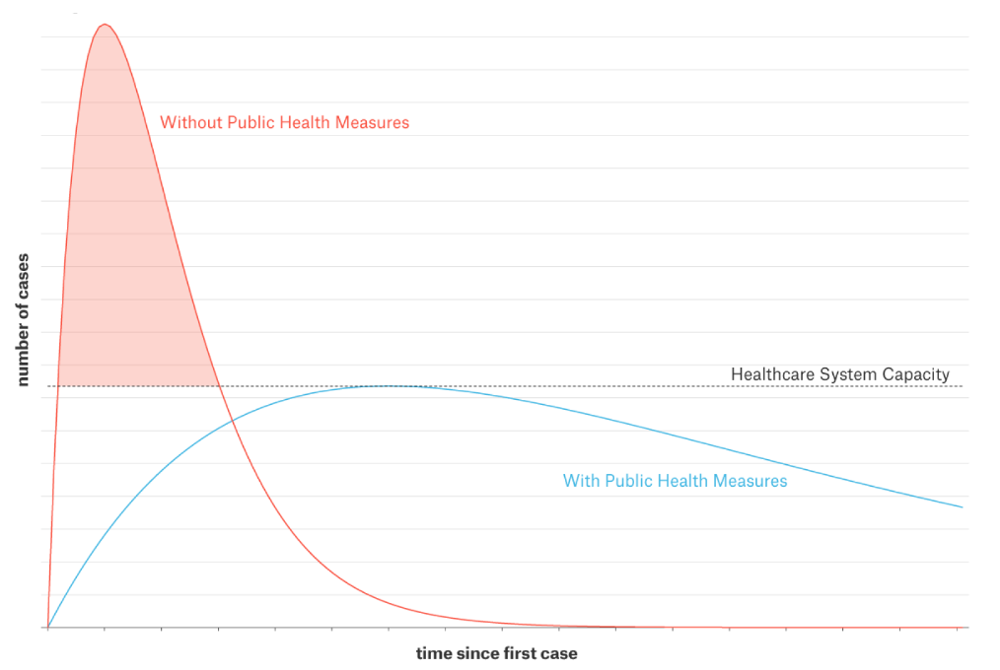 Without Public Health Measures
number of cases
Healthcare System Capacity
With Public Health Measures
time since first case